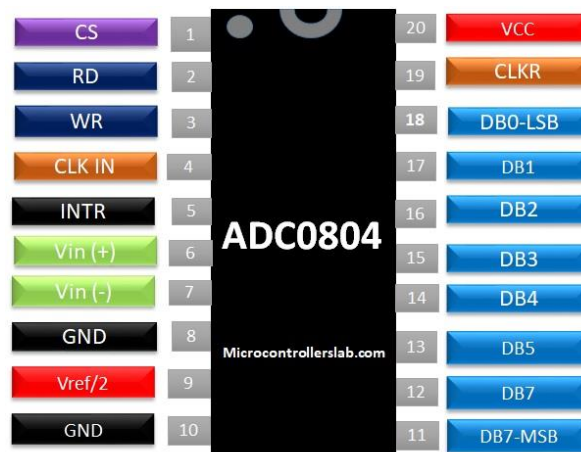 CS 1
RD 2
WR 3
CLK IN 4
INTR 5
Vin (+) 6
Vin (-) 7
GND 8
Vref/2 9
GND 10
ADC0804
Microcontrollerslab.com
20 VCC
19 CLKR
18 DB0-LSB
17 DB1
16 DB2
15 DB3
14 DB4
13 DB5
12 DB7
11 DB7-MSB